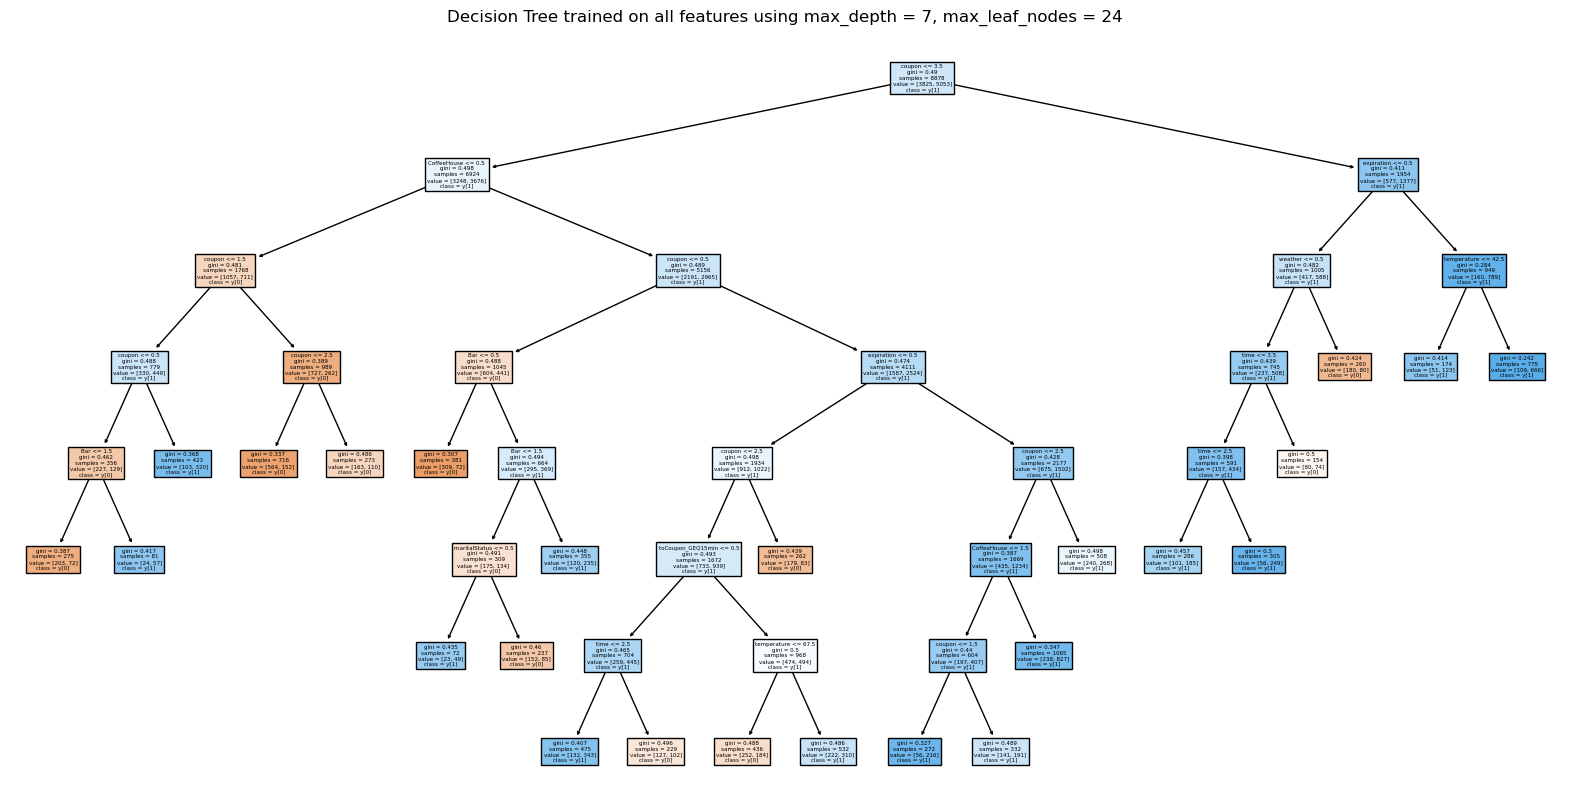 Decision Tree trained on all features using max_depth = 7, max_leaf_nodes = 24
coupon <= 3.5
gini = 0.49
samples = 8878
value = [3825, 5053]
class = y[1]
CoffeeHouse <= 0.5
gini = 0.498
samples = 6924
value = [3248, 3676]
class = y[1]
expiration <= 0.5
gini = 0.411
samples = 1954
value = [577, 1377]
class = y[1]
coupon <= 1.5
gini = 0.481
samples = 1768
value = [1057, 711]
class = y[0]
coupon <= 0.5
gini = 0.489
samples = 5156
value = [2191, 2965]
class = y[1]
weather <= 0.5
gini = 0.482
samples = 1005
value = [417, 588]
class = y[1]
temperature <= 42.5
gini = 0.284
samples = 949
value = [160, 789]
class = y[1]
coupon <= 0.5
gini = 0.488
samples = 779
value = [330, 449]
class = y[1]
coupon <= 2.5
gini = 0.389
samples = 989
value = [727, 262]
class = y[0]
Bar <= 0.5
gini = 0.488
samples = 1045
value = [604, 441]
class = y[0]
expiration <= 0.5
gini = 0.474
samples = 4111
value = [1587, 2524]
class = y[1]
time <= 3.5
gini = 0.439
samples = 745
value = [237, 508]
class = y[1]
gini = 0.424
samples = 260
value = [180, 80]
class = y[0]
gini = 0.414
samples = 174
value = [51, 123]
class = y[1]
gini = 0.242
samples = 775
value = [109, 666]
class = y[1]
Bar <= 1.5
gini = 0.462
samples = 356
value = [227, 129]
class = y[0]
gini = 0.368
samples = 423
value = [103, 320]
class = y[1]
gini = 0.337
samples = 716
value = [564, 152]
class = y[0]
gini = 0.486
samples = 273
value = [163, 110]
class = y[0]
gini = 0.307
samples = 381
value = [309, 72]
class = y[0]
Bar <= 1.5
gini = 0.494
samples = 664
value = [295, 369]
class = y[1]
coupon <= 2.5
gini = 0.498
samples = 1934
value = [912, 1022]
class = y[1]
coupon <= 2.5
gini = 0.428
samples = 2177
value = [675, 1502]
class = y[1]
time <= 2.5
gini = 0.398
samples = 591
value = [157, 434]
class = y[1]
gini = 0.5
samples = 154
value = [80, 74]
class = y[0]
gini = 0.387
samples = 275
value = [203, 72]
class = y[0]
gini = 0.417
samples = 81
value = [24, 57]
class = y[1]
maritalStatus <= 0.5
gini = 0.491
samples = 309
value = [175, 134]
class = y[0]
gini = 0.448
samples = 355
value = [120, 235]
class = y[1]
toCoupon_GEQ15min <= 0.5
gini = 0.493
samples = 1672
value = [733, 939]
class = y[1]
gini = 0.439
samples = 262
value = [179, 83]
class = y[0]
CoffeeHouse <= 1.5
gini = 0.387
samples = 1669
value = [435, 1234]
class = y[1]
gini = 0.498
samples = 508
value = [240, 268]
class = y[1]
gini = 0.457
samples = 286
value = [101, 185]
class = y[1]
gini = 0.3
samples = 305
value = [56, 249]
class = y[1]
gini = 0.435
samples = 72
value = [23, 49]
class = y[1]
gini = 0.46
samples = 237
value = [152, 85]
class = y[0]
time <= 2.5
gini = 0.465
samples = 704
value = [259, 445]
class = y[1]
temperature <= 67.5
gini = 0.5
samples = 968
value = [474, 494]
class = y[1]
coupon <= 1.5
gini = 0.44
samples = 604
value = [197, 407]
class = y[1]
gini = 0.347
samples = 1065
value = [238, 827]
class = y[1]
gini = 0.407
samples = 475
value = [132, 343]
class = y[1]
gini = 0.496
samples = 229
value = [127, 102]
class = y[0]
gini = 0.488
samples = 436
value = [252, 184]
class = y[0]
gini = 0.486
samples = 532
value = [222, 310]
class = y[1]
gini = 0.327
samples = 272
value = [56, 216]
class = y[1]
gini = 0.489
samples = 332
value = [141, 191]
class = y[1]